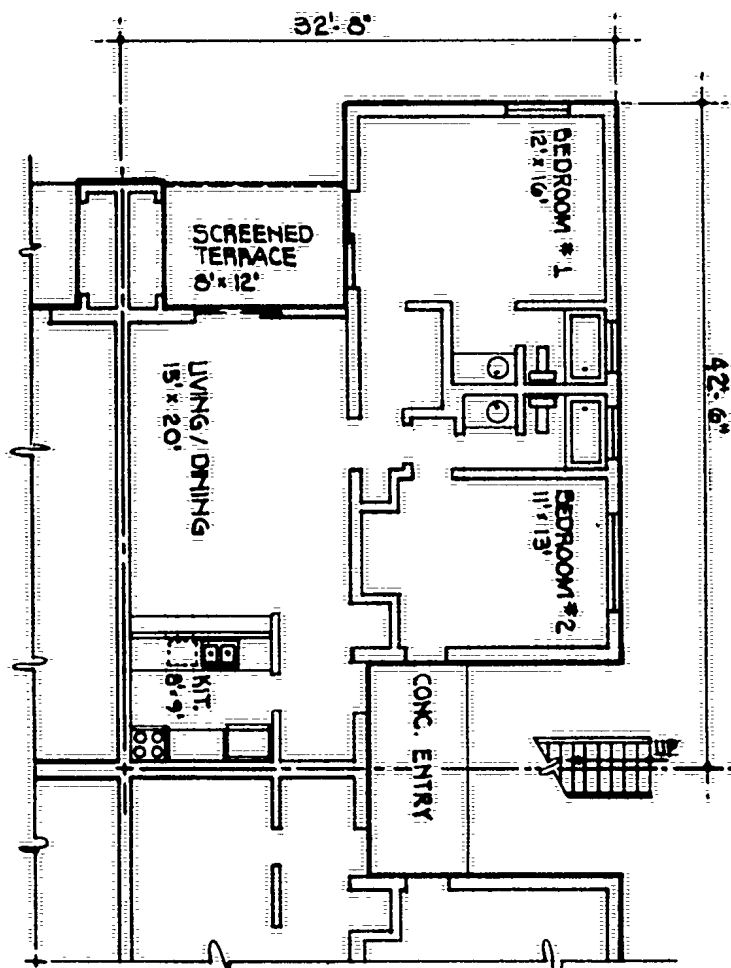 32'-8"
BEDROOM #1
12' x 16'
SCREENED
TERRACE
8' x 12'
42'-6"
LIVING / DINING
15' x 20'
BEDROOM #2
11' x 13'
KIT.
8' x 9'
CONC. ENTRY
UP